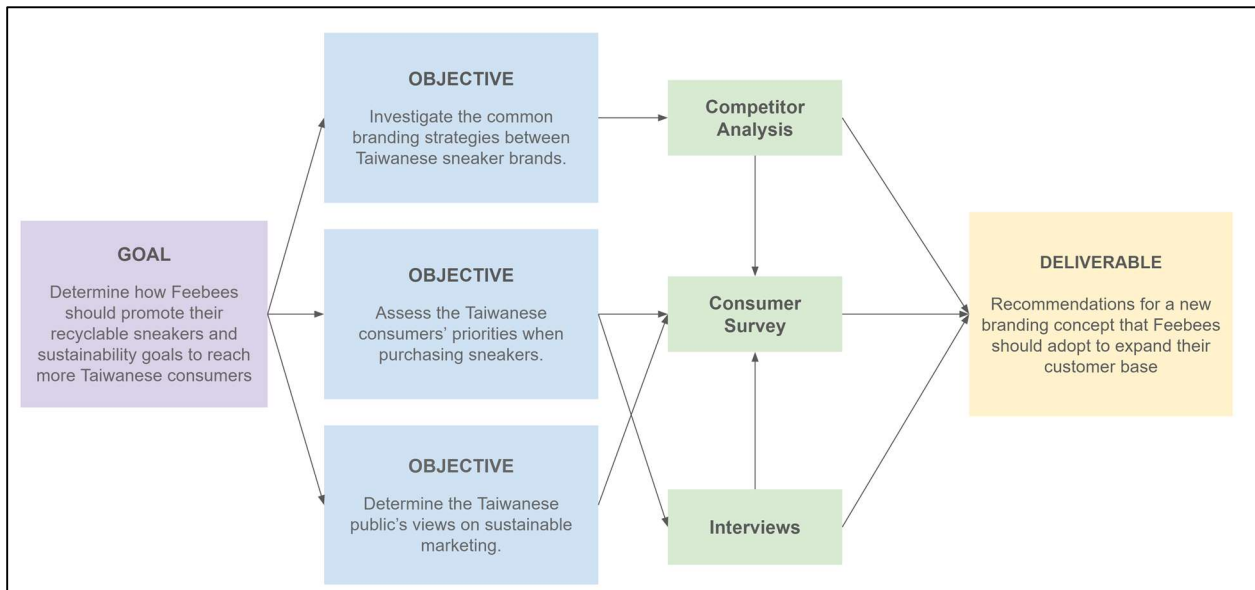 GOAL
Determine how Feebees
should promote their
recyclable sneakers and
sustainability goals to reach
more Taiwanese consumers
OBJECTIVE
Investigate the common
branding strategies between
Taiwanese sneaker brands.
OBJECTIVE
Assess the Taiwanese
consumers’ priorities when
purchasing sneakers.
OBJECTIVE
Determine the Taiwanese
public’s views on sustainable
marketing.
Competitor
Analysis
Consumer
Survey
Interviews
DELIVERABLE
Recommendations for a new
branding concept that Feebees
should adopt to expand their
customer base